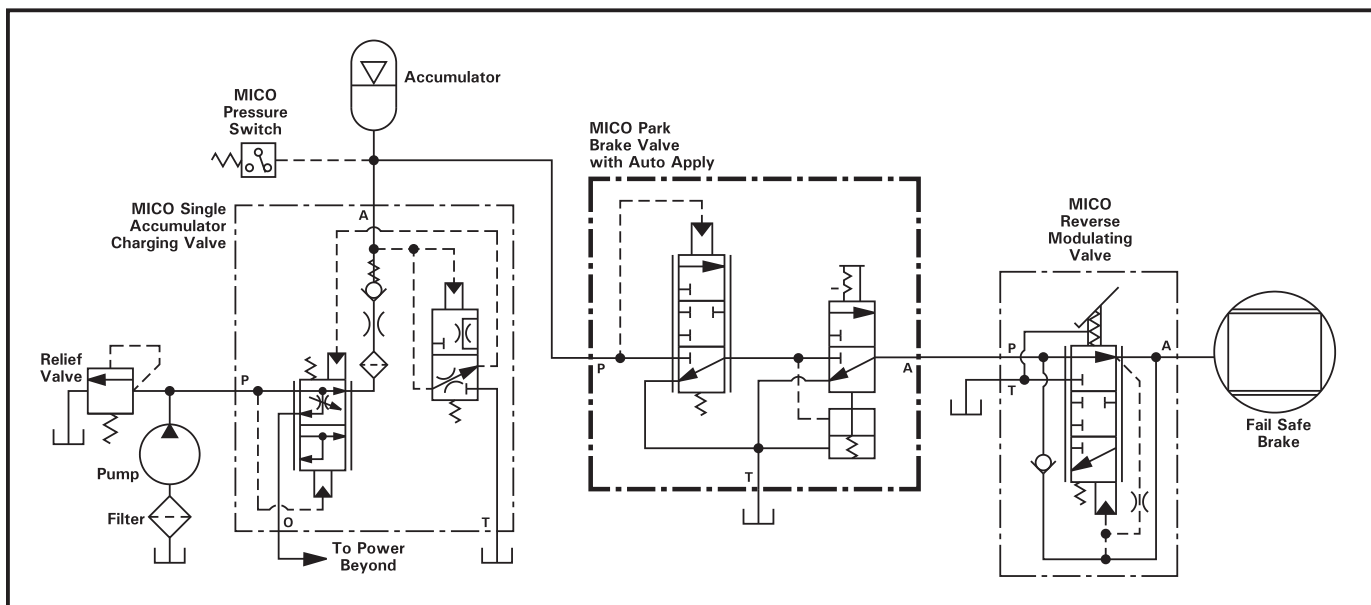 Accumulator
MICO
Pressure
Switch
MICO Park
Brake Valve
with Auto Apply
MICO Single
Accumulator
Charging Valve
A
MICO
Reverse
Modulating
Valve
Relief
Valve
P
P
A
P
A
T
Fail Safe
Brake
Pump
T
Filter
O
T
To Power
Beyond